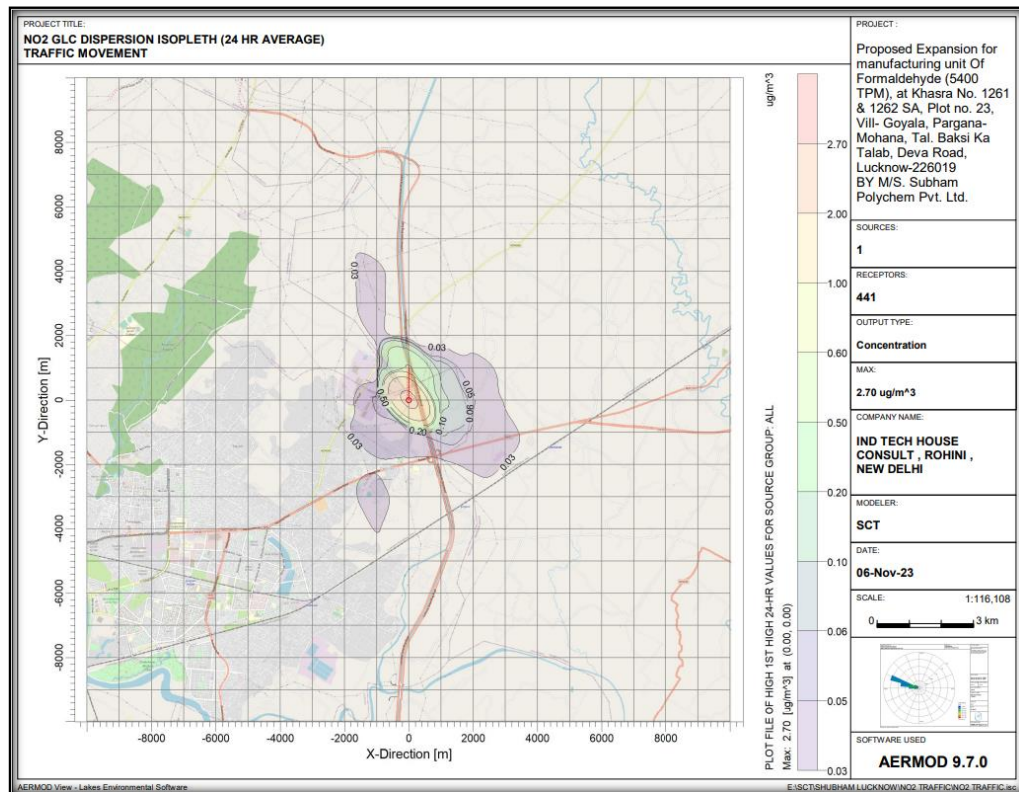 PROJECT TITLE:
NO2 GLC DISPERSION ISOPLETH (24 HR AVERAGE)
TRAFFIC MOVEMENT
Y-Direction [m]
8000
6000
4000
2000
0
-2000
-4000
-6000
-8000
0.03
0.03
0.05
0.06
0.50
0.10
0.20
0.03
0.03
-8000
-6000
-4000
-2000
0
2000
4000
6000
8000
X-Direction [m]
ug/m^3
2.70
2.00
1.00
0.60
0.50
0.20
0.10
0.06
0.05
0.03
PLOT FILE OF HIGH 1ST HIGH 24-HR VALUES FOR SOURCE GROUP: ALL
Max: 2.70 [ug/m^3] at (0.00, 0.00)
PROJECT :
Proposed Expansion for
manufacturing unit Of
Formaldehyde (5400
TPM), at Khasra No. 1261
& 1262 SA, Plot no. 23,
Vill- Goyala, Pargana-
Mohana, Tal. Baksi Ka
Talab, Deva Road,
Lucknow-226019
BY M/S. Subham
Polychem Pvt. Ltd.
SOURCES:
1
RECEPTORS:
441
OUTPUT TYPE:
Concentration
MAX:
2.70 ug/m^3
COMPANY NAME:
IND TECH HOUSE
CONSULT , ROHINI ,
NEW DELHI
MODELER:
SCT
DATE:
06-Nov-23
SCALE: 1:116,108
0 3 km
SOFTWARE USED
AERMOD 9.7.0
AERMOD View - Lakes Environmental Software
E:\SCT\SHUBHAM LUCKNOW\NO2 TRAFFIC\NO2 TRAFFIC.isc